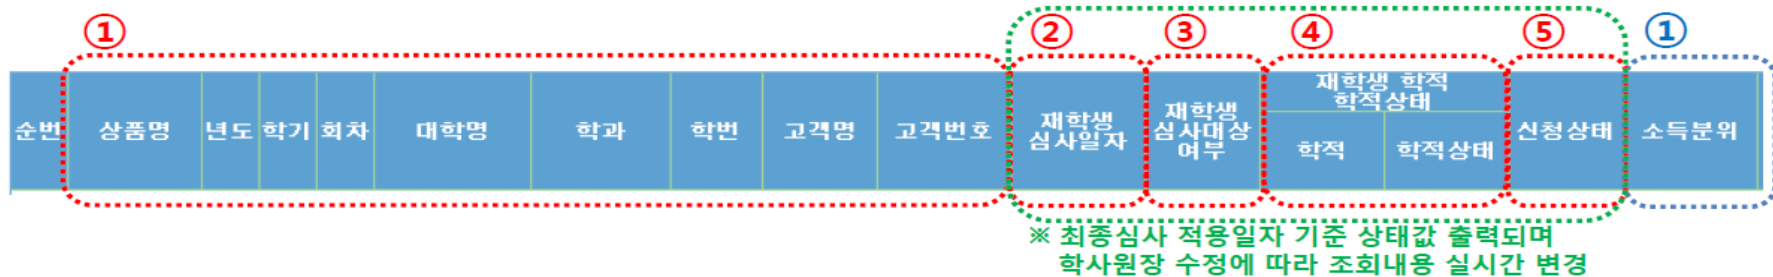 ① ② ③ ④ ⑤ ①
순번 상품명 년도 학기 회차 대학명 학과 학번 고객명 고객번호 재학생 심사일자 재학생 심사대상 여부 재학생 학적 학적상태 신청상태 소득분위
학적 학적상태
※ 최종심사 적용일자 기준 상태값 출력되며
학사원장 수정에 따라 조회내용 실시간 변경